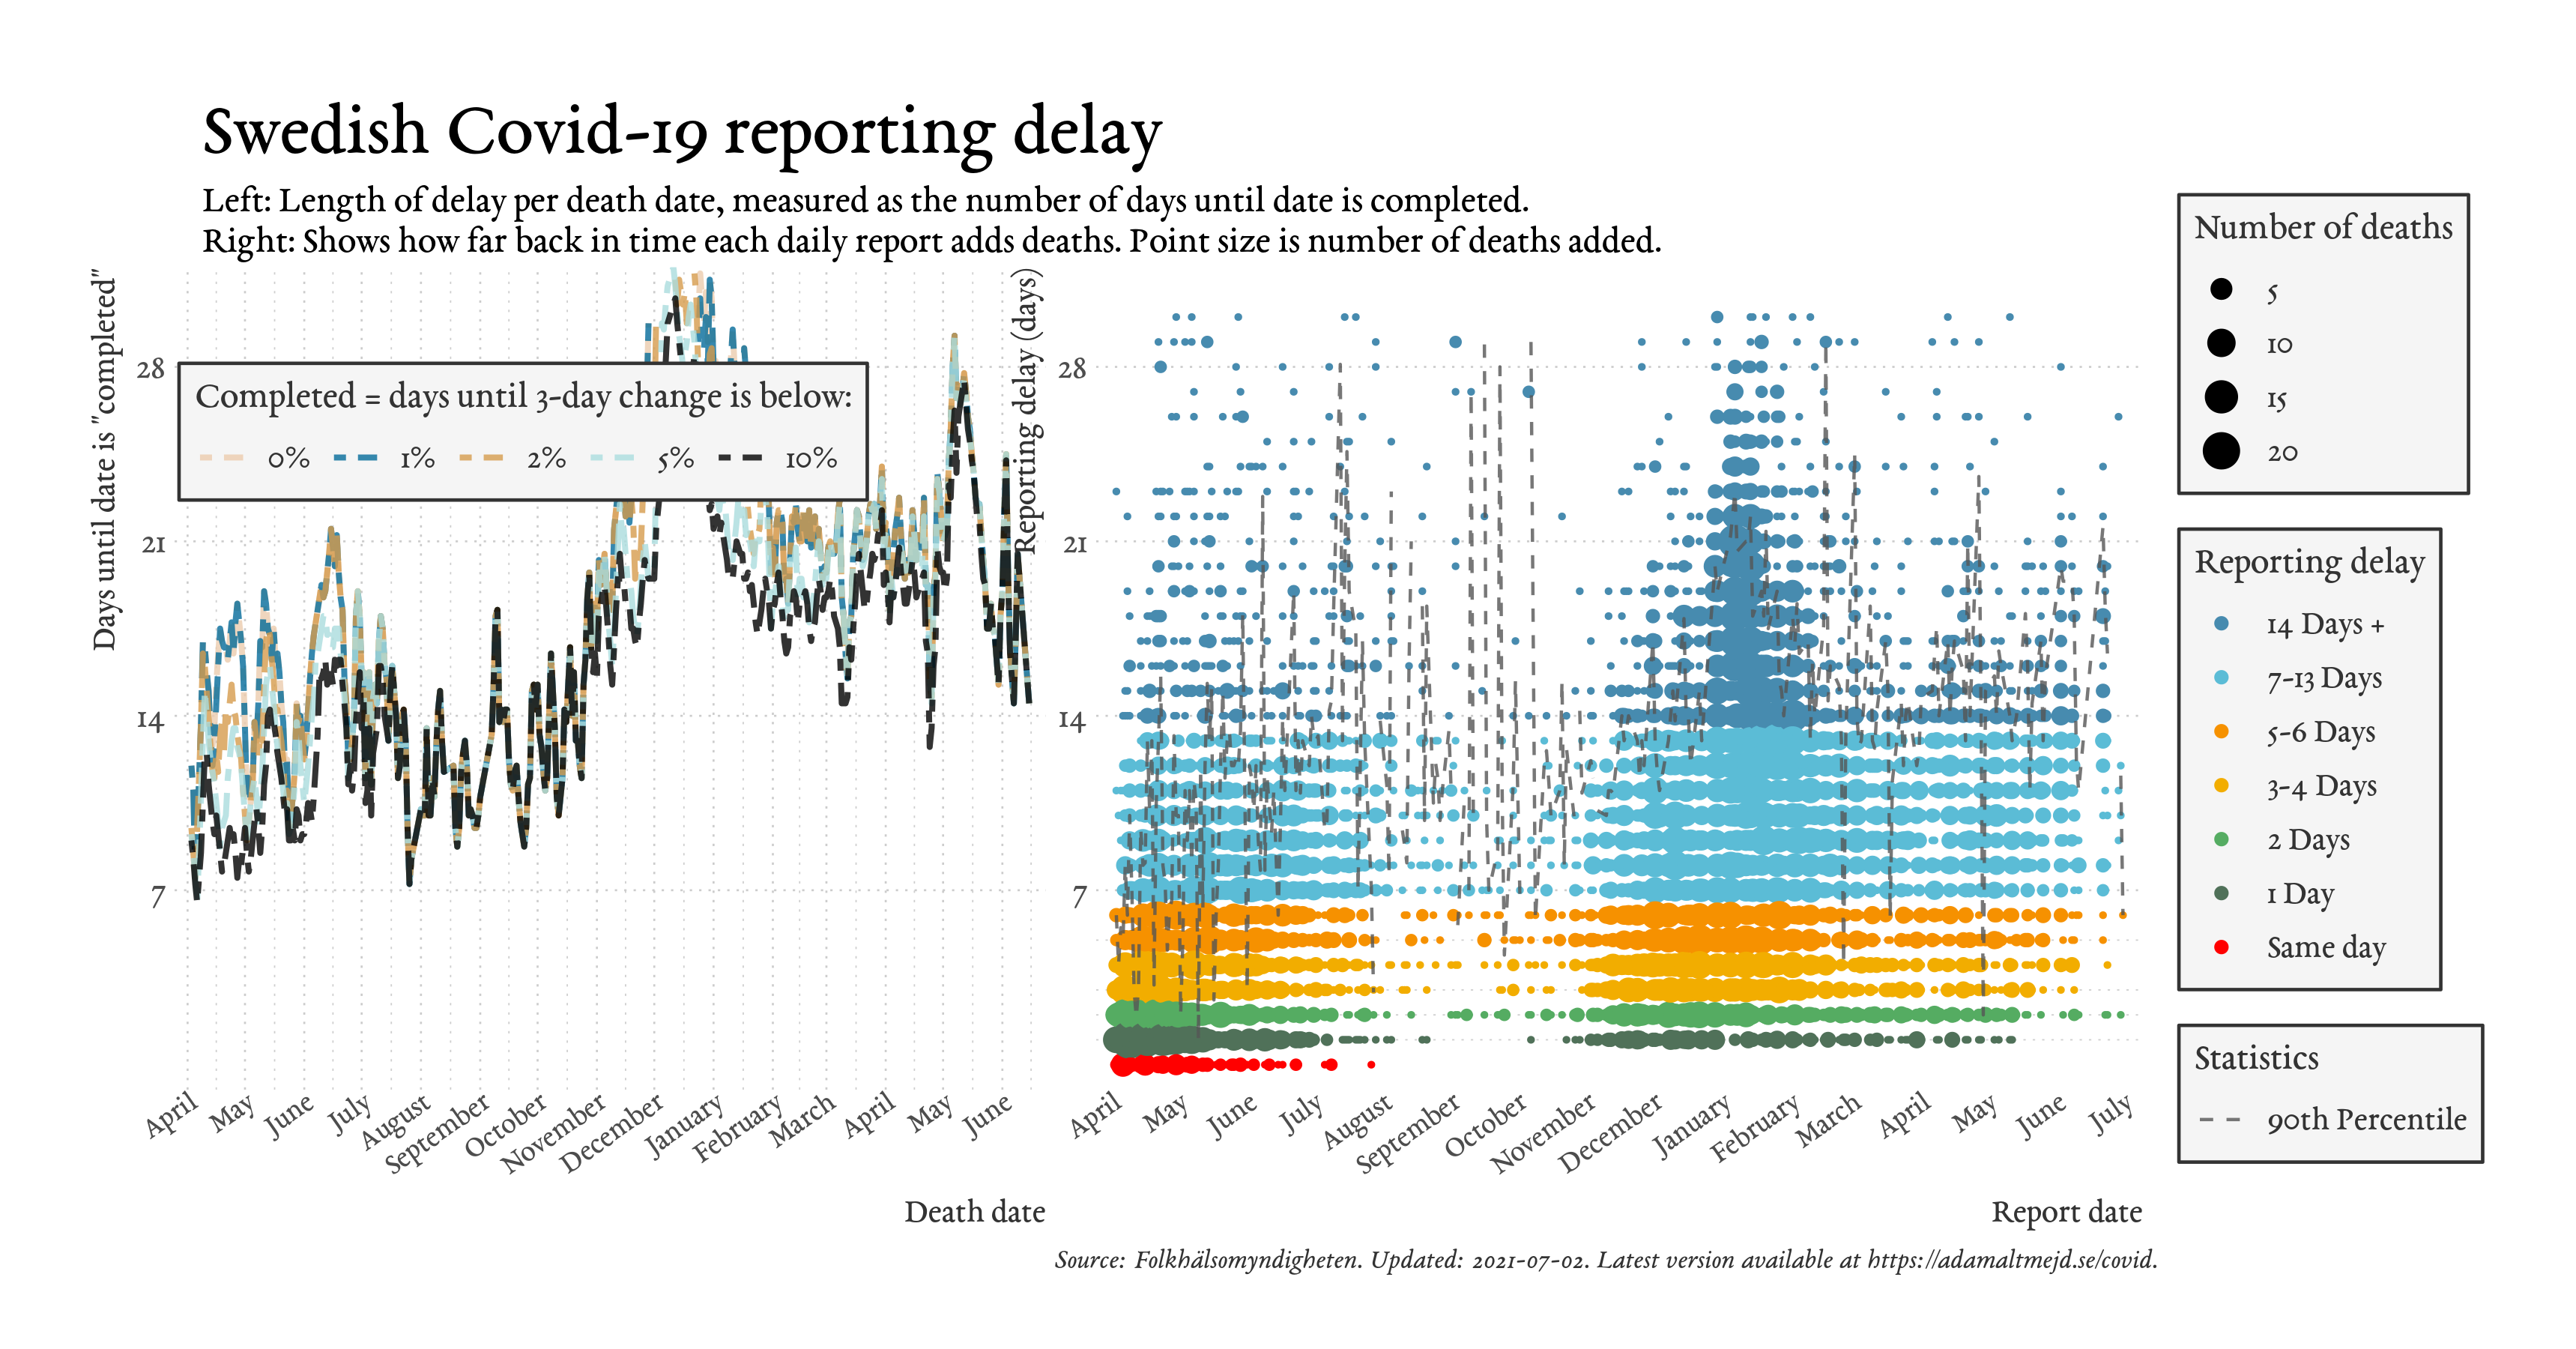 Swedish Covid-19 reporting delay
Left: Length of delay per death date, measured as the number of days until date is completed.
Right: Shows how far back in time each daily report adds deaths. Point size is number of deaths added.
Days until date is "completed"
28
21
14
7
Completed = days until 3-day change is below:
0% 1% 2% 5% 10%
April May June July August September October November December January February March April May June
Death date
Reporting delay (days)
28
21
14
7
April May June July August September October November December January February March April May June July
Report date
Number of deaths
5
10
15
20
Reporting delay
14 Days +
7-13 Days
5-6 Days
3-4 Days
2 Days
1 Day
Same day
Statistics
90th Percentile
Source: Folkhälsomyndigheten. Updated: 2021-07-02. Latest version available at https://adamaltmejd.se/covid.